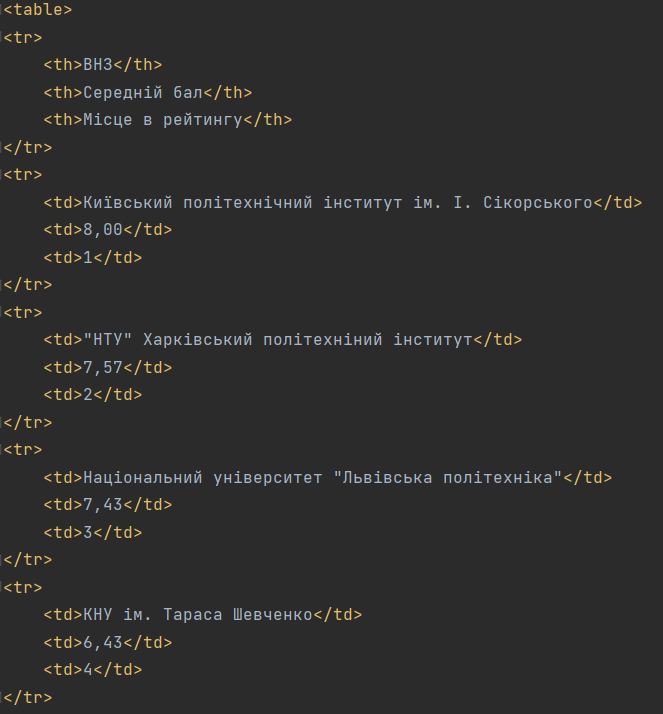 <table>
<tr>
<th>ВНЗ</th>
<th>Середній бал</th>
<th>Місце в рейтингу</th>
</tr>
<tr>
<td>Київський політехнічний інститут ім. І. Сікорського</td>
<td>8,00</td>
<td>1</td>
</tr>
<tr>
<td>"НТУ" Харківський політехніний інститут</td>
<td>7,57</td>
<td>2</td>
</tr>
<tr>
<td>Національний університет "Львівська політехніка"</td>
<td>7,43</td>
<td>3</td>
</tr>
<tr>
<td>КНУ ім. Тараса Шевченко</td>
<td>6,43</td>
<td>4</td>
</tr>